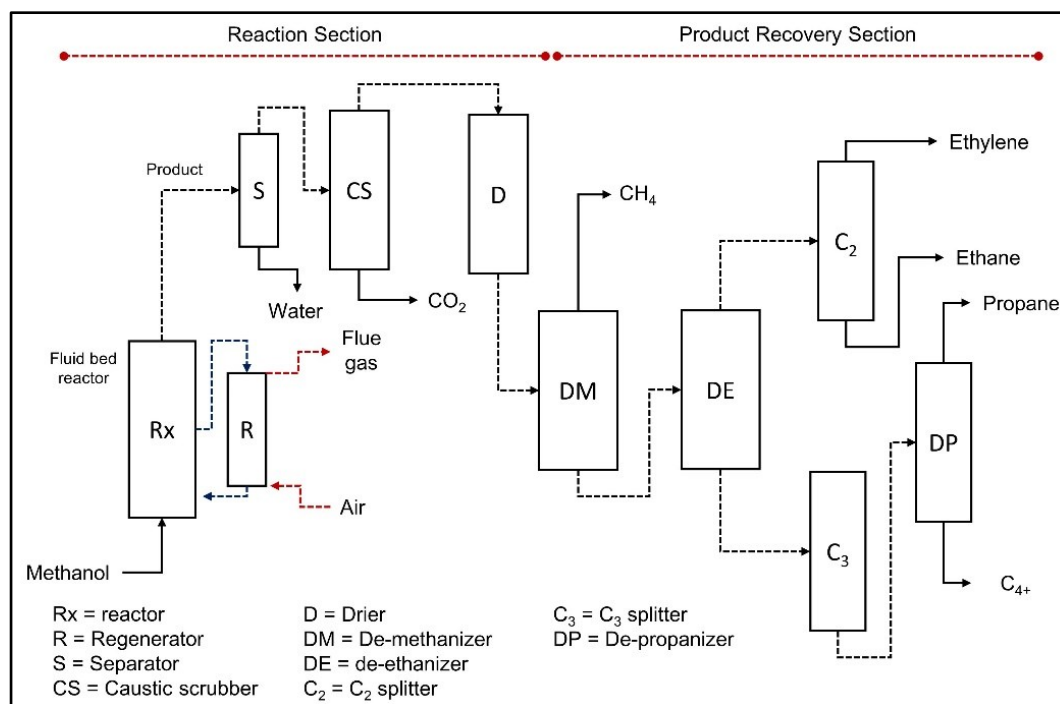 Reaction Section
Product Recovery Section
Product
S
CS
D
Water
CO₂
CH₄
Ethylene
C₂
Ethane
Propane
Fluid bed
reactor
Rx
R
Flue
gas
Air
DM
DE
DP
C₃
C₄₊
Methanol
Rx = reactor
R = Regenerator
S = Separator
CS = Caustic scrubber
D = Drier
DM = De-methanizer
DE = de-ethanizer
C₂ = C₂ splitter
C₃ = C₃ splitter
DP = De-propanizer